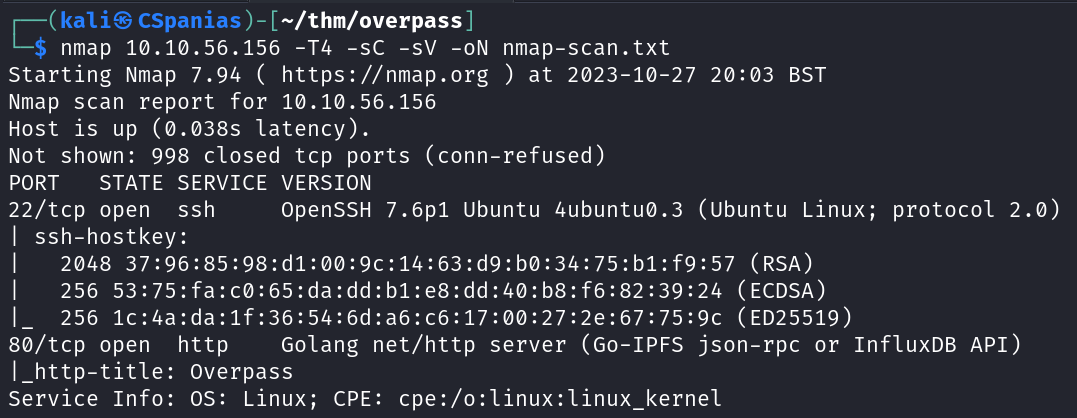 ┌──(kali㉿CSpanias)-[~/thm/overpass]
└─$ nmap 10.10.56.156 -T4 -sC -sV -oN nmap-scan.txt
Starting Nmap 7.94 ( https://nmap.org ) at 2023-10-27 20:03 BST
Nmap scan report for 10.10.56.156
Host is up (0.038s latency).
Not shown: 998 closed tcp ports (conn-refused)
PORT   STATE SERVICE VERSION
22/tcp open  ssh     OpenSSH 7.6p1 Ubuntu 4ubuntu0.3 (Ubuntu Linux; protocol 2.0)
| ssh-hostkey:
|   2048 37:96:85:98:d1:00:9c:14:63:d9:b0:34:75:b1:f9:57 (RSA)
|   256 53:75:fa:c0:65:da:dd:b1:e8:dd:40:b8:f6:82:39:24 (ECDSA)
|_  256 1c:4a:da:1f:36:54:6d:a6:c6:17:00:27:2e:67:75:9c (ED25519)
80/tcp open  http    Golang net/http server (Go-IPFS json-rpc or InfluxDB API)
|_http-title: Overpass
Service Info: OS: Linux; CPE: cpe:/o:linux:linux_kernel